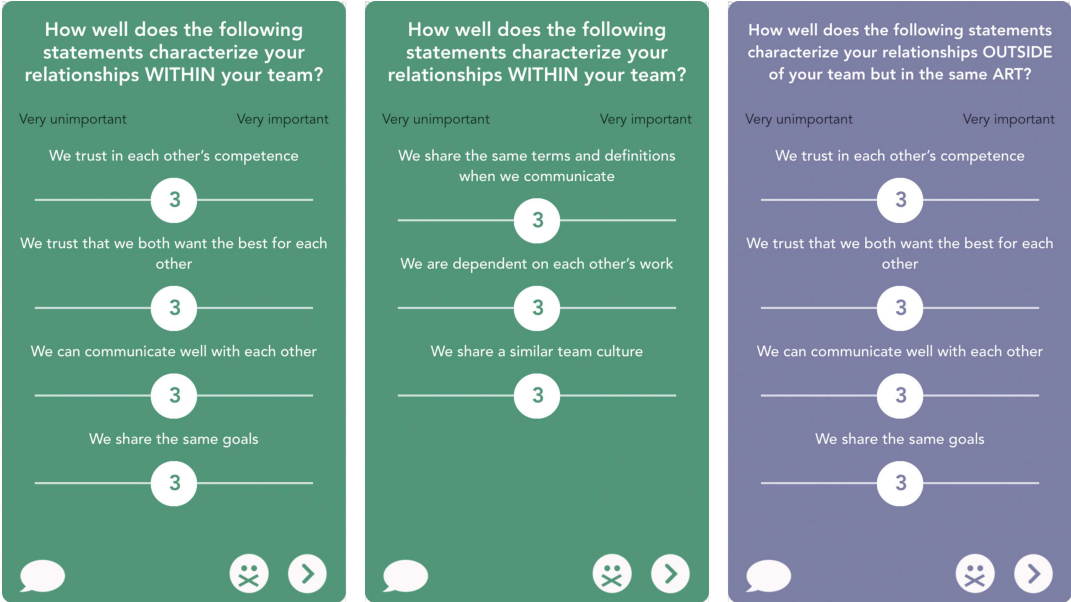 How well does the following
statements characterize your
relationships WITHIN your team?
Very unimportant Very important
We trust in each other’s competence
3
We trust that we both want the best for each
other
3
We can communicate well with each other
3
We share the same goals
3
How well does the following
statements characterize your
relationships WITHIN your team?
Very unimportant Very important
We share the same terms and definitions
when we communicate
3
We are dependent on each other’s work
3
We share a similar team culture
3
How well does the following statements
characterize your relationships OUTSIDE
of your team but in the same ART?
Very unimportant Very important
We trust in each other’s competence
3
We trust that we both want the best for each
other
3
We can communicate well with each other
3
We share the same goals
3